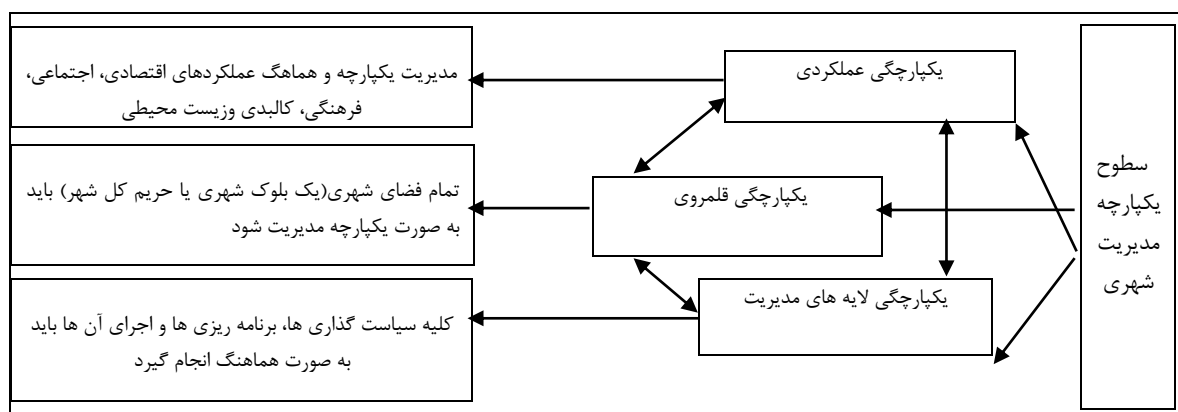 سطوح
یکپارچه
مدیریت
شهری
یکپارچگی عملکردی
مدیریت یکپارچه و هماهگ عملکردهای اقتصادی، اجتماعی،
فرهنگی، کالبدی وزیست محیطی
یکپارچگی قلمروی
تمام فضای شهری(یک بلوک شهری یا حریم کل شهر) باید
به صورت یکپارچه مدیریت شود
یکپارچگی لایه های مدیریت
کلیه سیاست گذاری ها، برنامه ریزی ها و اجرای آن ها باید
به صورت هماهنگ انجام گیرد